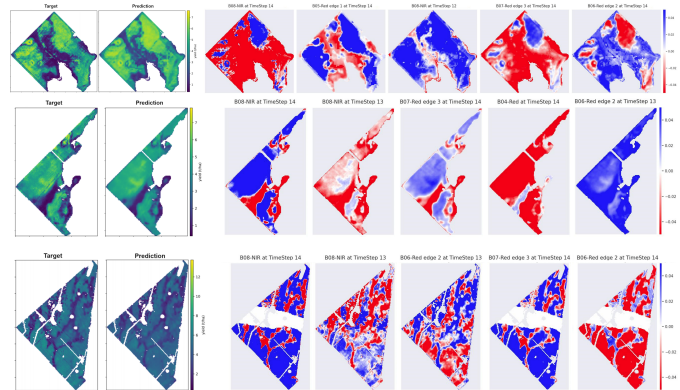 Target
Prediction
B08-NIR at TimeStep 14
B05-Red edge 1 at TimeStep 14
B08-NIR at TimeStep 12
B07-Red edge 3 at TimeStep 14
B06-Red edge 2 at TimeStep 14
Target
Prediction
yield (t/ha)
B08-NIR at TimeStep 14
B08-NIR at TimeStep 13
B07-Red edge 3 at TimeStep 14
B04-Red at TimeStep 14
B06-Red edge 2 at TimeStep 13
0.04
0.02
0.00
−0.02
−0.04
Target
Prediction
yield (t/ha)
B08-NIR at TimeStep 14
B08-NIR at TimeStep 13
B06-Red edge 2 at TimeStep 13
B07-Red edge 3 at TimeStep 14
B06-Red edge 2 at TimeStep 14
0.04
0.02
0.00
−0.02
−0.04